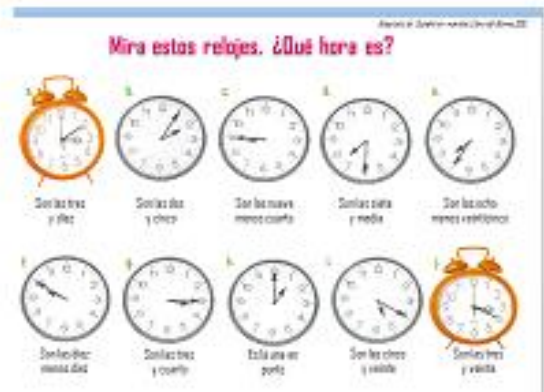 Mira estos relojes. ¿Qué hora es?
Son las tres
y diez
Son las dos
y cinco
Son las nueve
menos cuarto
Son las siete
y media
Son las ocho
menos veinticinco
Son las diez
menos diez
Son las tres
y cuarto
Es la una en
punto
Son las cinco
y veinte
Son las tres
y veinte